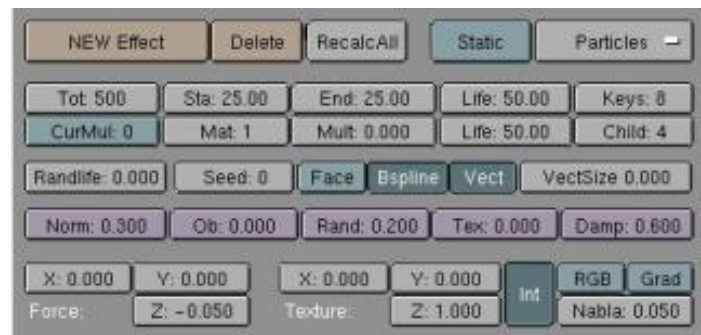 NEW Effect Delete RecalcAll Static Particles
Tot: 500 Sta: 25.00 End: 25.00 Life: 50.00 Keys: 8
CurMul: 0 Mat: 1 Mult: 0.000 Life: 50.00 Child: 4
Randlife: 0.000 Seed: 0 Face Bspline Vect VectSize 0.000
Norm: 0.300 Ob: 0.000 Rand: 0.200 Tex: 0.000 Damp: 0.600
X: 0.000 Y: 0.000 X: 0.000 Y: 0.000 Int RGB Grad
Force: Z: -0.050 Texture: Z: 1.000 Nabla: 0.050